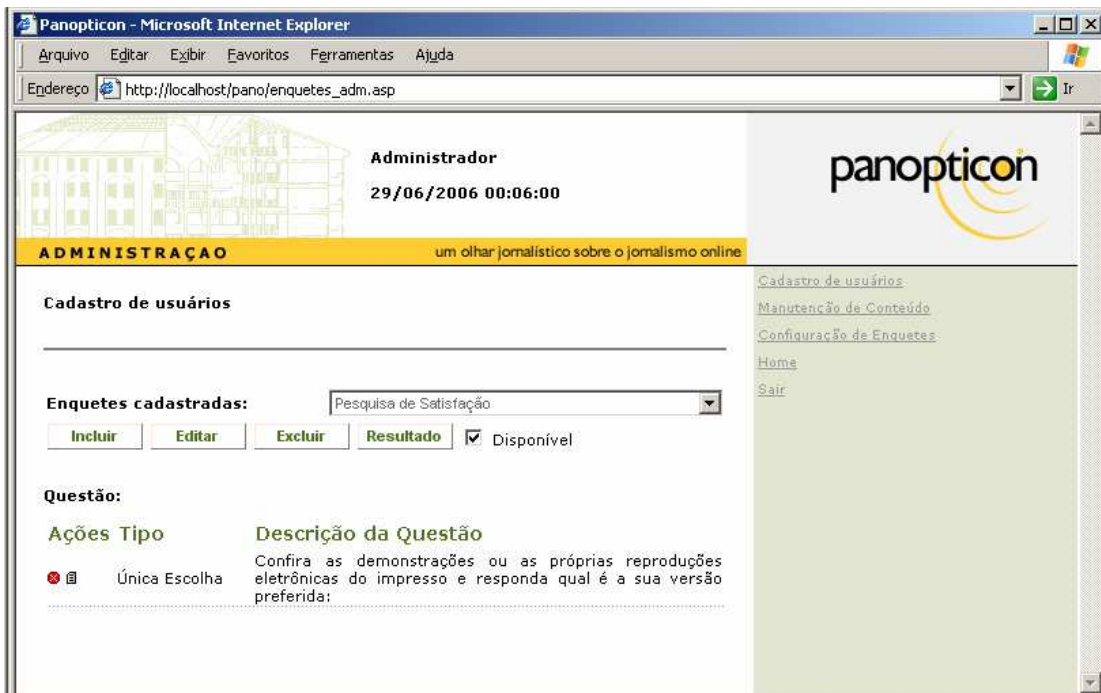 Panopticon - Microsoft Internet Explorer
Arquivo Editar Exibir Favoritos Ferramentas Ajuda
Endereço http://localhost/pano/enquetes_adm.asp Ir
Administrador
29/06/2006 00:06:00
panopticon
ADMINISTRAÇAO
um olhar jornalístico sobre o jornalismo online
Cadastro de usuários
Cadastro de usuários
Manutenção de Conteúdo
Configuração de Enquetes
Home
Sair
Enquetes cadastradas: Pesquisa de Satisfação
Incluir Editar Excluir Resultado Disponível
Questão:
Ações Tipo Descrição da Questão
Única Escolha
Confira as demonstrações ou as próprias reproduções
eletrônicas do impresso e responda qual é a sua versão
preferida: